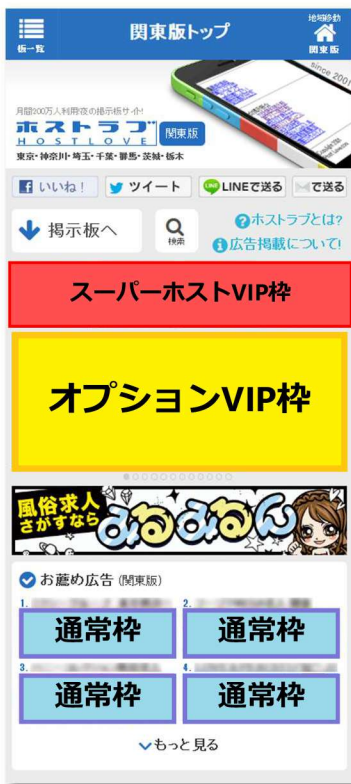 板一覧
関東版トップ
地域移動
関東版
since 2001
月間300万人利用!夜の掲示板サイト!
ホストラブ
HOSTLOVE
関東版
東京・神奈川・埼玉・千葉・群馬・茨城・栃木
いいね!
ツイート
LINEで送る
で送る
掲示板へ
検索
?ホストラブとは?
広告掲載について!
スーパーホストVIP枠
オプションVIP枠
風俗求人
さがすなら
みるみるん
お薦め広告 (関東版)
1.
2.
通常枠
通常枠
3.
4.
通常枠
通常枠
もっと見る